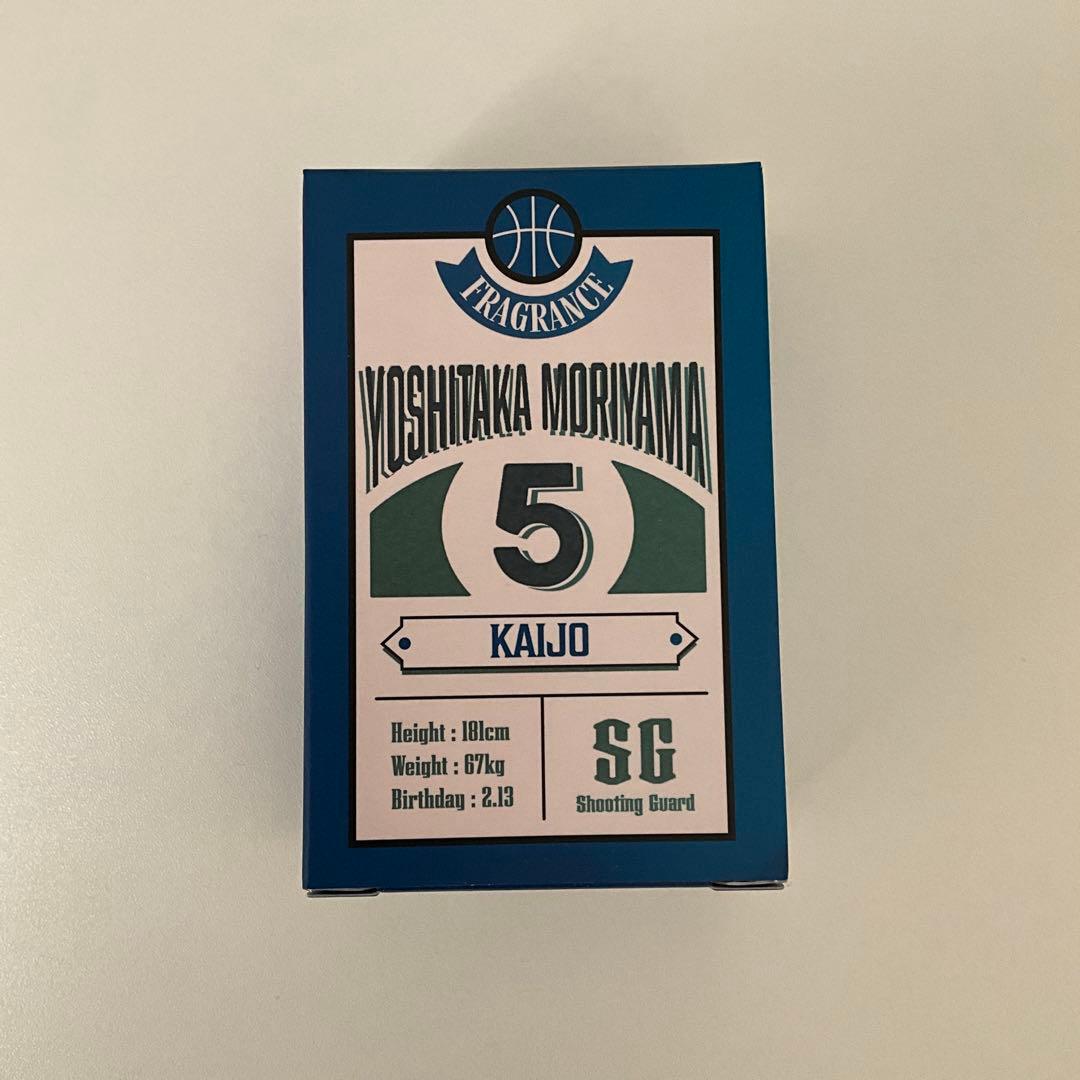 FRAGRANCE
YOSHITAKA MORIYAMA
5
KAIJO
Height : 181cm
Weight : 67kg
Birthday : 2.13
SG
Shooting Guard